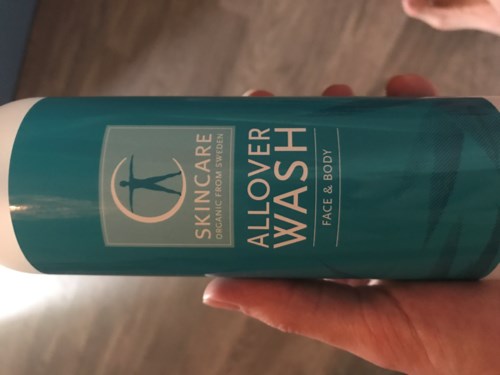 SKINCARE
ORGANIC FROM SWEDEN
ALLOVER
WASH
FACE & BODY